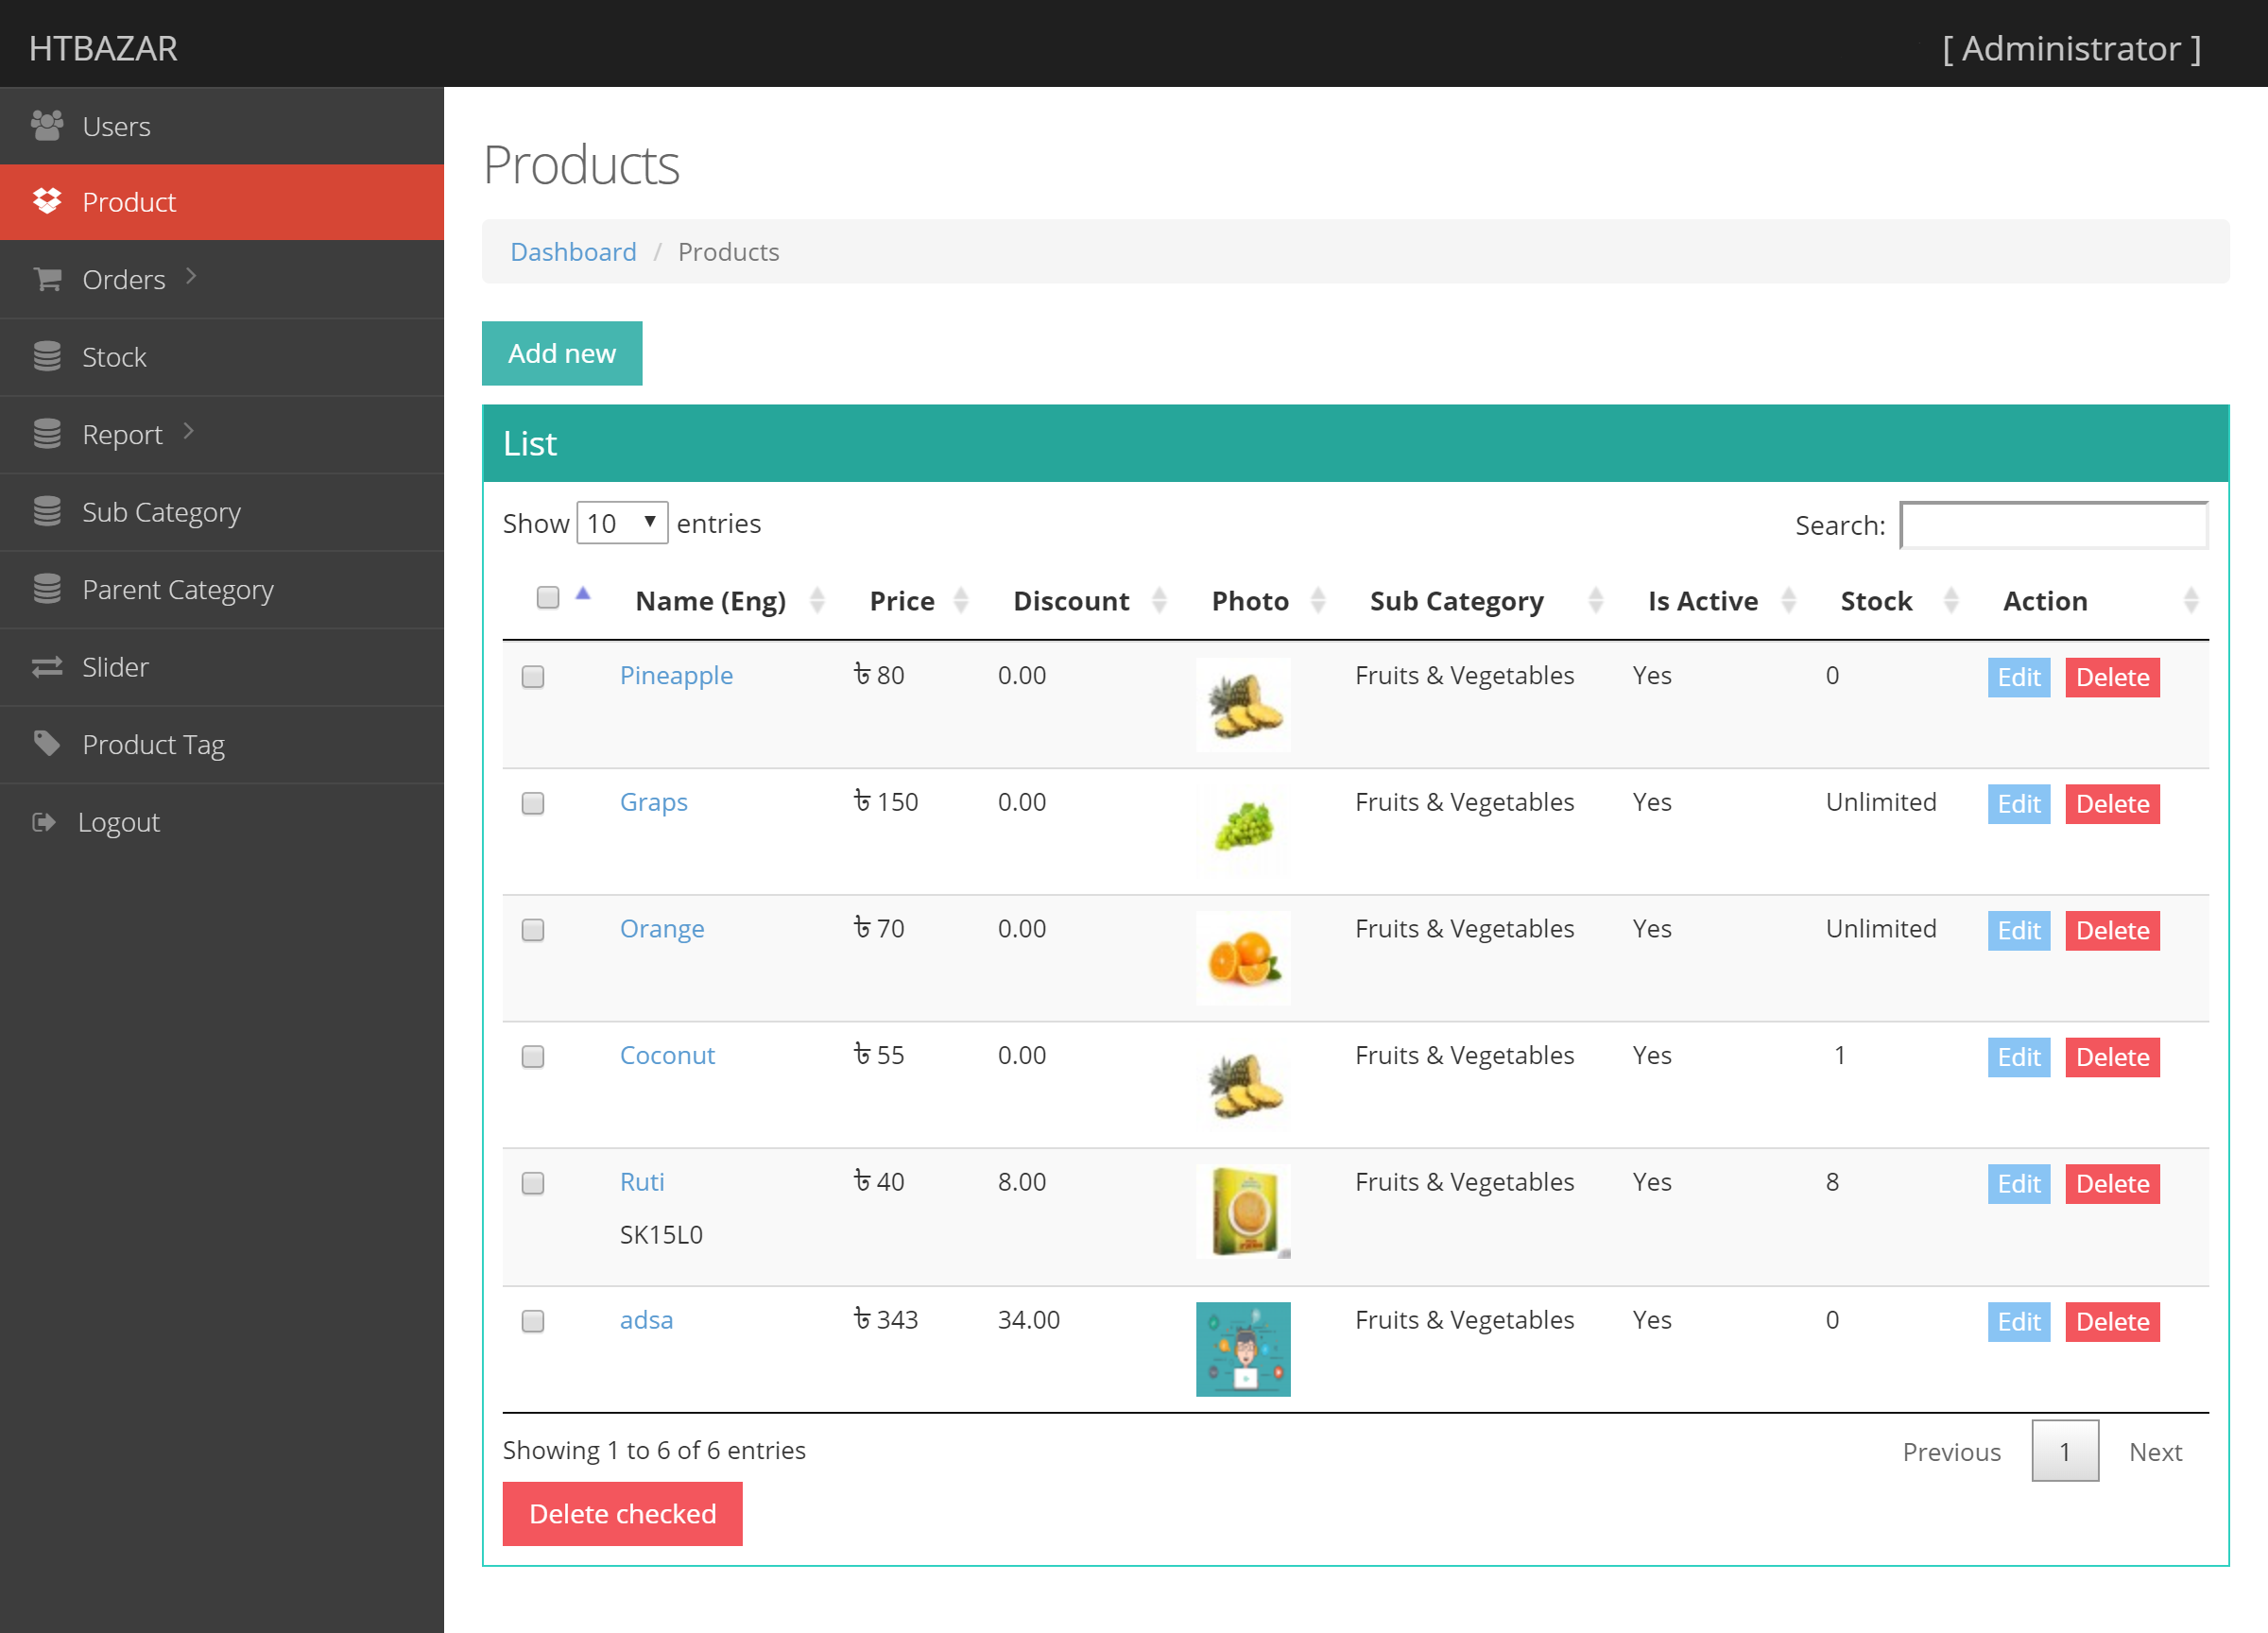 HTBAZAR
[ Administrator ]
Users
Product
Orders
Stock
Report
Sub Category
Parent Category
Slider
Product Tag
Logout
Products
Dashboard / Products
Add new
List
Show 10 entries
Search:
Name (Eng) Price Discount Photo Sub Category Is Active Stock Action
Pineapple ৳ 80 0.00 Fruits & Vegetables Yes 0 Edit Delete
Graps ৳ 150 0.00 Fruits & Vegetables Yes Unlimited Edit Delete
Orange ৳ 70 0.00 Fruits & Vegetables Yes Unlimited Edit Delete
Coconut ৳ 55 0.00 Fruits & Vegetables Yes 1 Edit Delete
Ruti ৳ 40 8.00 Fruits & Vegetables Yes 8 Edit Delete
SK15L0
adsa ৳ 343 34.00 Fruits & Vegetables Yes 0 Edit Delete
Showing 1 to 6 of 6 entries
Previous 1 Next
Delete checked